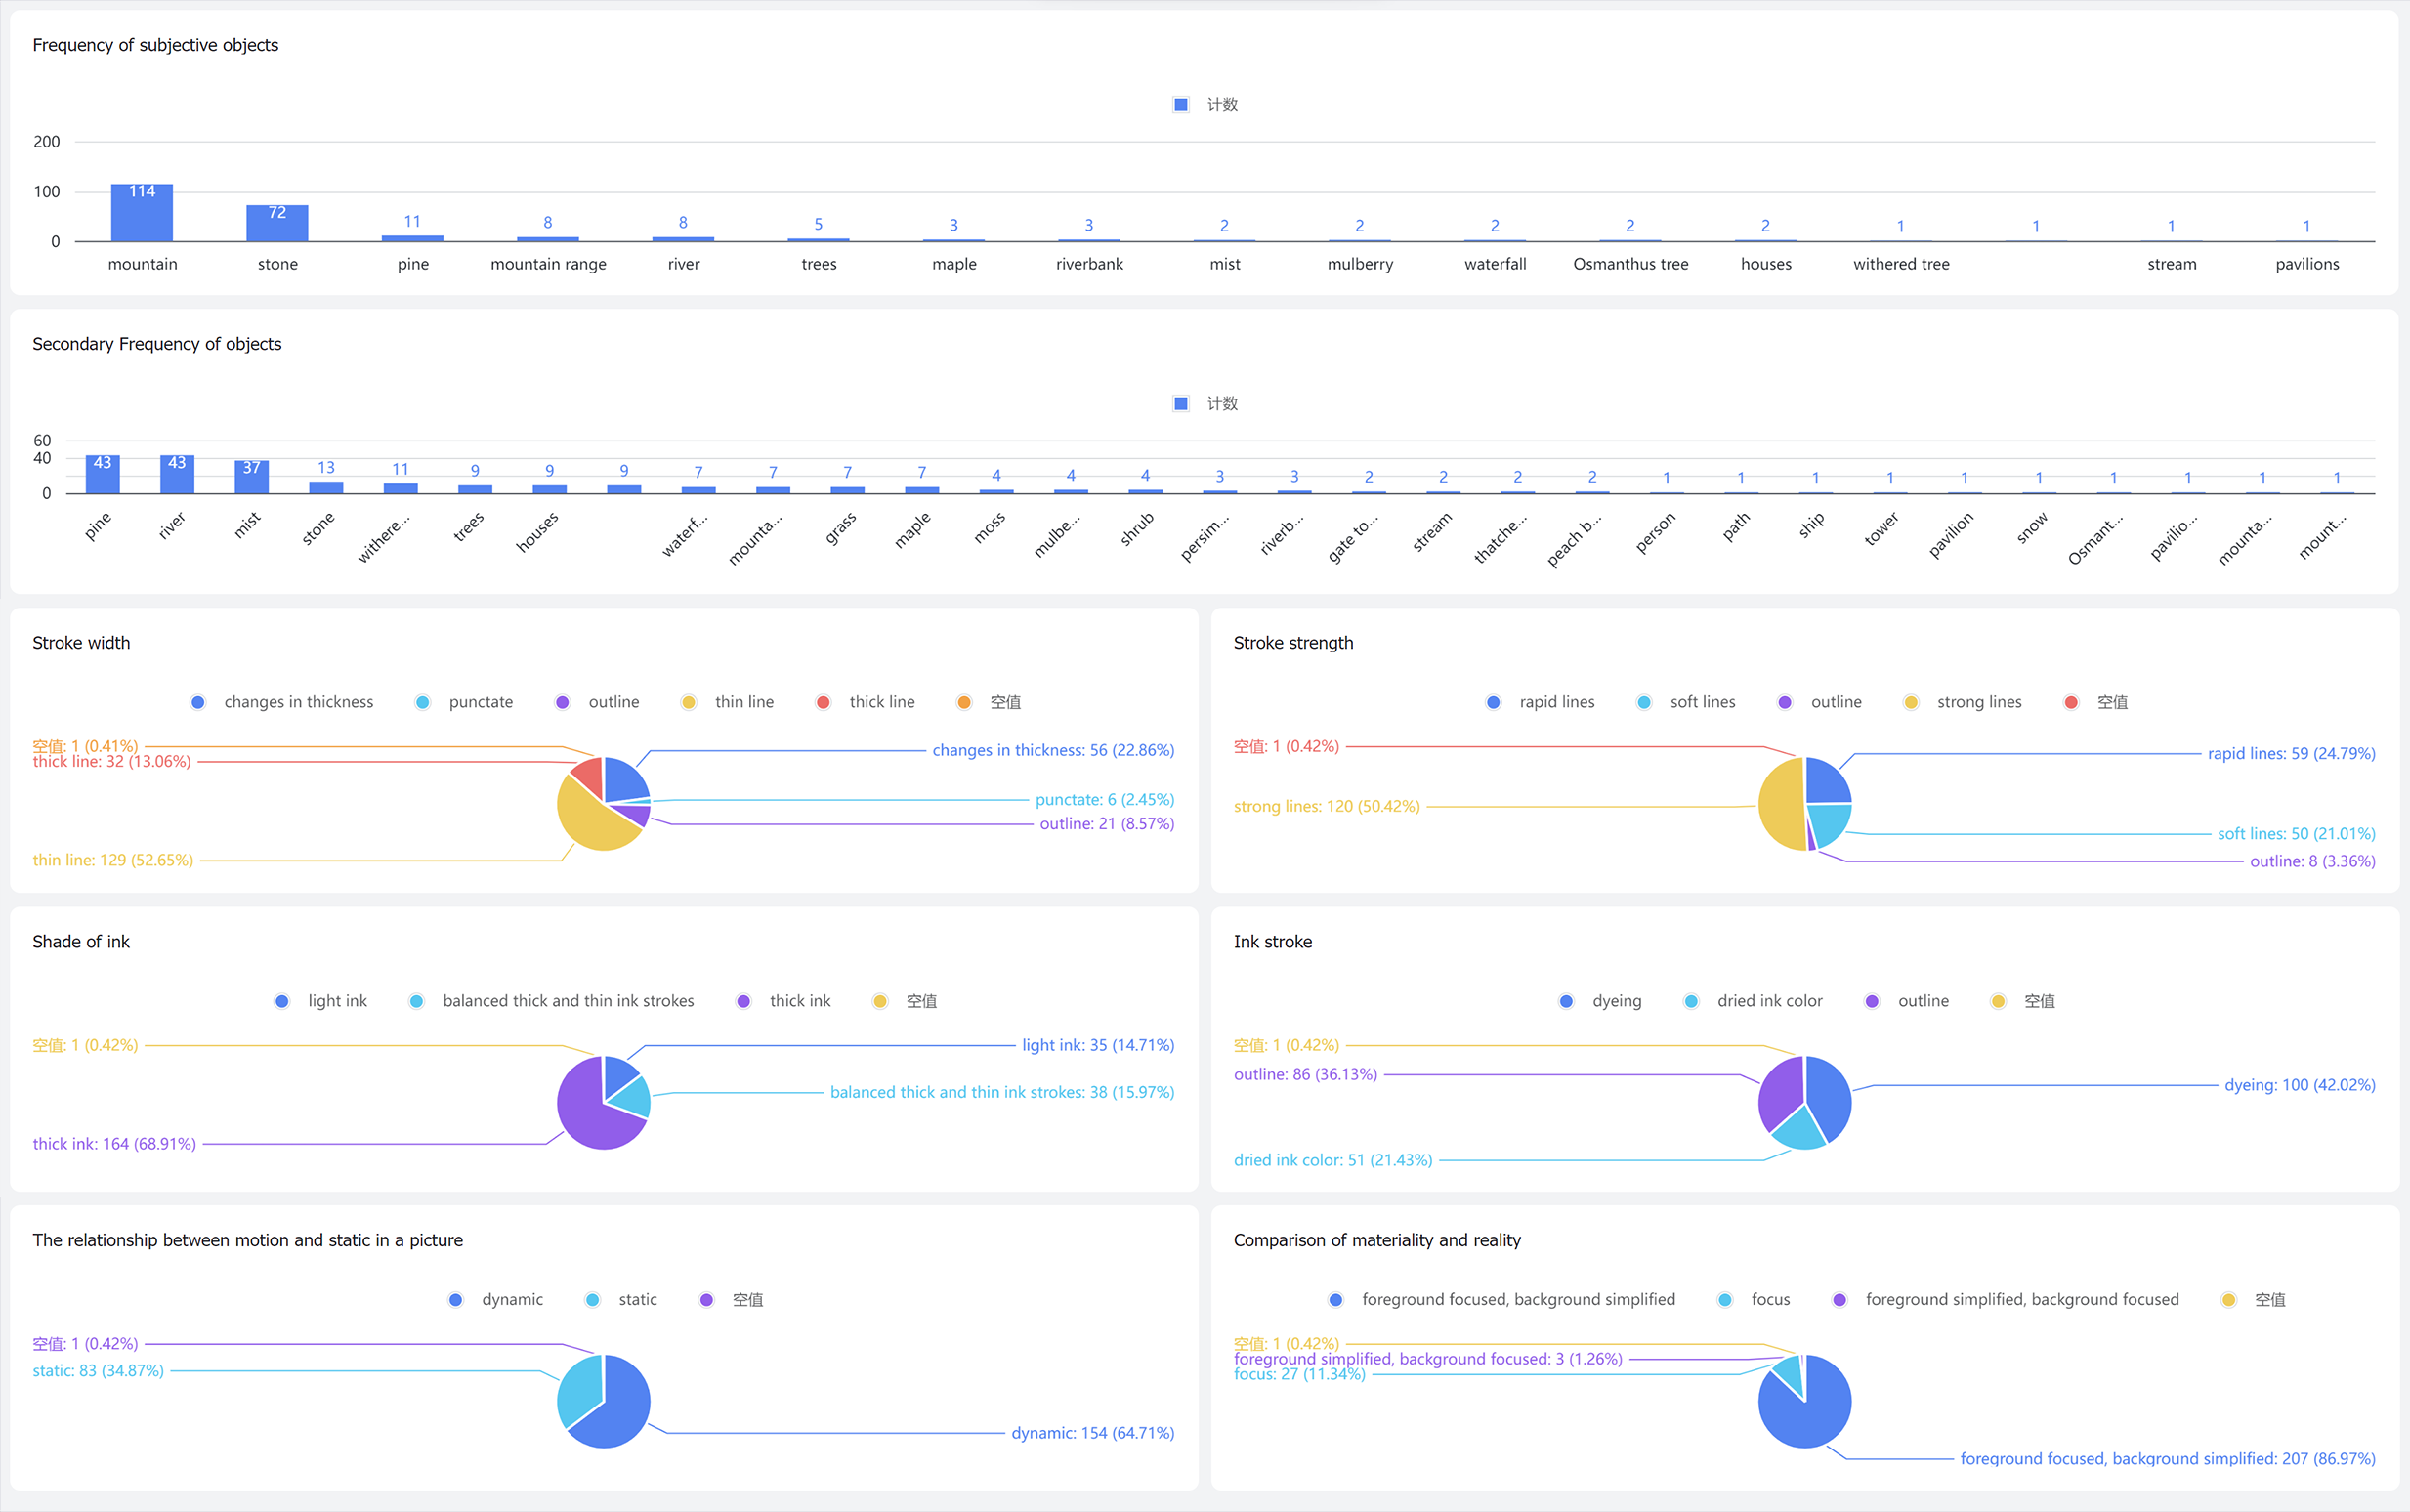 Frequency of subjective objects
计数
200
100
0
114 72 11 8 8 5 3 3 2 2 2 2 2 1 1 1 1
mountain stone pine mountain range river trees maple riverbank mist mulberry waterfall Osmanthus tree houses withered tree stream pavilions
Secondary Frequency of objects
计数
60
40
0
43 43 37 13 11 9 9 9 7 7 7 7 4 4 4 3 3 2 2 2 2 1 1 1 1 1 1 1 1 1 1
pine river mist stone withere... trees houses waterf... mounta... grass maple moss mulbe... shrub persim... riverb... gate to... stream thatche... peach b... person path ship tower pavilion snow Osmant... pavilio... mounta... mount...
Stroke width
changes in thickness punctate outline thin line thick line 空值
空值: 1 (0.41%)
changes in thickness: 56 (22.86%)
thick line: 32 (13.06%)
punctate: 6 (2.45%)
outline: 21 (8.57%)
thin line: 129 (52.65%)
Stroke strength
rapid lines soft lines outline strong lines 空值
空值: 1 (0.42%)
rapid lines: 59 (24.79%)
strong lines: 120 (50.42%)
soft lines: 50 (21.01%)
outline: 8 (3.36%)
Shade of ink
light ink balanced thick and thin ink strokes thick ink 空值
空值: 1 (0.42%)
light ink: 35 (14.71%)
balanced thick and thin ink strokes: 38 (15.97%)
thick ink: 164 (68.91%)
Ink stroke
dyeing dried ink color outline 空值
空值: 1 (0.42%)
outline: 86 (36.13%)
dyeing: 100 (42.02%)
dried ink color: 51 (21.43%)
The relationship between motion and static in a picture
dynamic static 空值
空值: 1 (0.42%)
static: 83 (34.87%)
dynamic: 154 (64.71%)
Comparison of materiality and reality
foreground focused, background simplified focus foreground simplified, background focused 空值
空值: 1 (0.42%)
foreground simplified, background focused: 3 (1.26%)
focus: 27 (11.34%)
foreground focused, background simplified: 207 (86.97%)